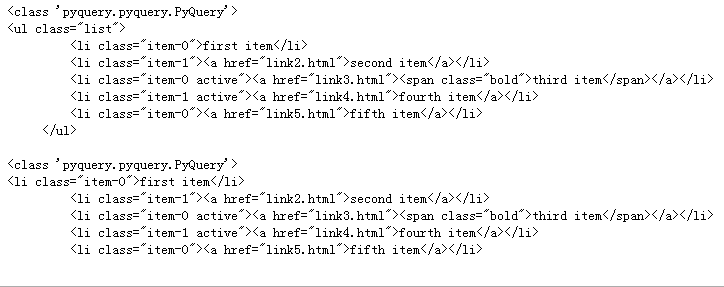 <class 'pyquery.pyquery.PyQuery'>
<ul class="list">
<li class="item-0">first item</li>
<li class="item-1"><a href="link2.html">second item</a></li>
<li class="item-0 active"><a href="link3.html"><span class="bold">third item</span></a></li>
<li class="item-1 active"><a href="link4.html">fourth item</a></li>
<li class="item-0"><a href="link5.html">fifth item</a></li>
</ul>
<class 'pyquery.pyquery.PyQuery'>
<li class="item-0">first item</li>
<li class="item-1"><a href="link2.html">second item</a></li>
<li class="item-0 active"><a href="link3.html"><span class="bold">third item</span></a></li>
<li class="item-1 active"><a href="link4.html">fourth item</a></li>
<li class="item-0"><a href="link5.html">fifth item</a></li>